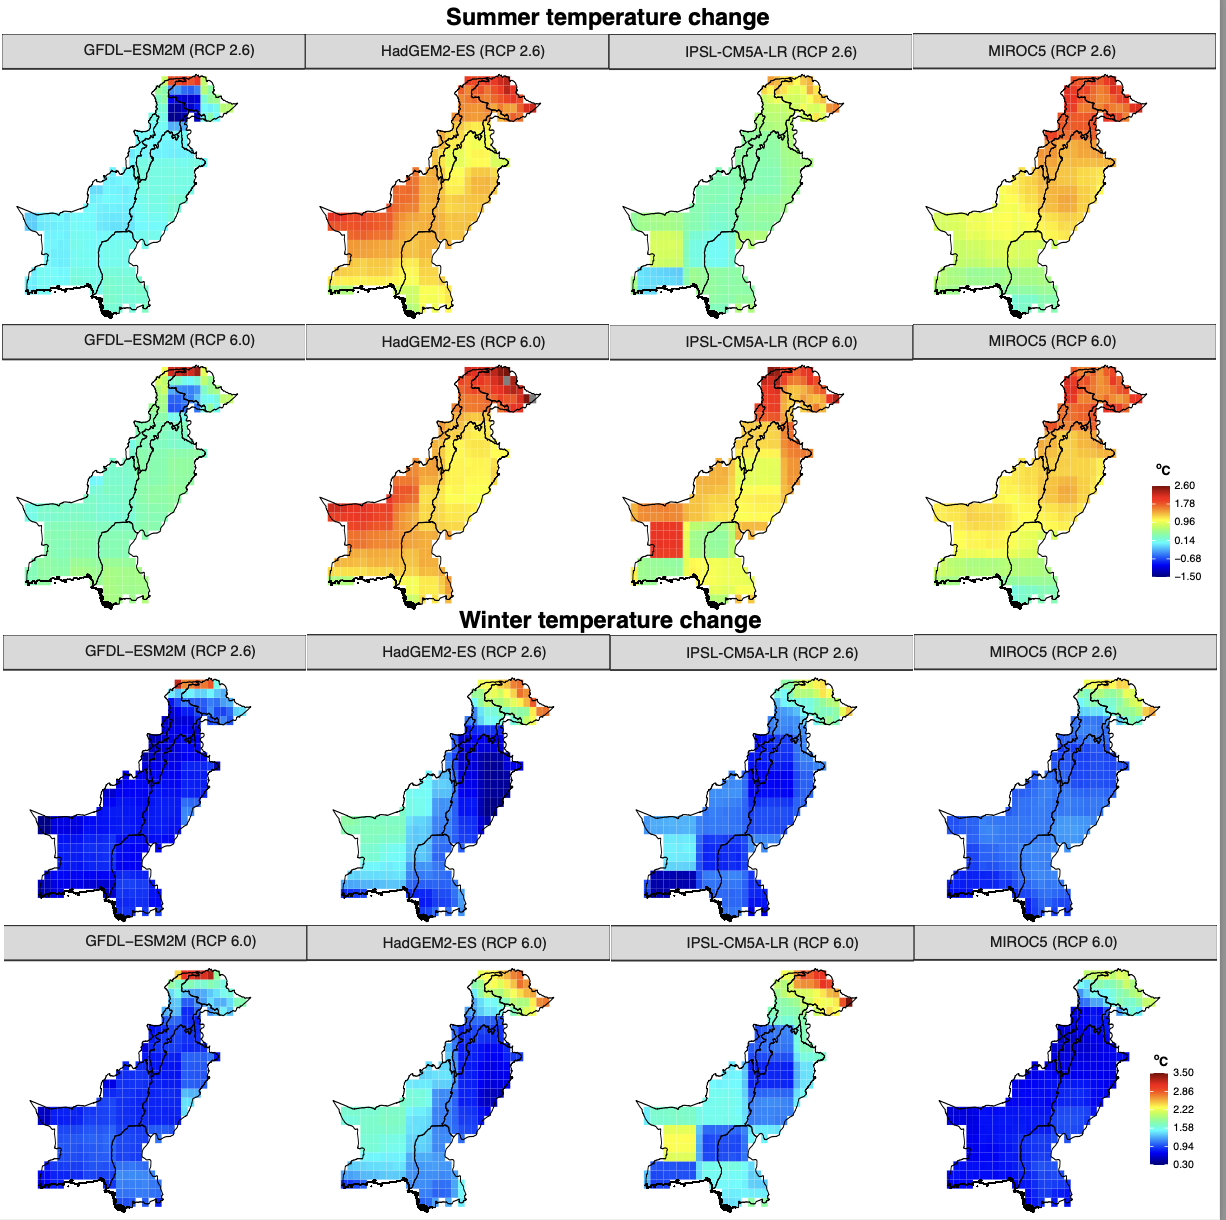 Summer temperature change
GFDL−ESM2M (RCP 2.6) HadGEM2-ES (RCP 2.6) IPSL-CM5A-LR (RCP 2.6) MIROC5 (RCP 2.6)
GFDL−ESM2M (RCP 6.0) HadGEM2-ES (RCP 6.0) IPSL-CM5A-LR (RCP 6.0) MIROC5 (RCP 6.0)
ºC
2.60
1.78
0.96
0.14
−0.68
−1.50
Winter temperature change
GFDL−ESM2M (RCP 2.6) HadGEM2-ES (RCP 2.6) IPSL-CM5A-LR (RCP 2.6) MIROC5 (RCP 2.6)
GFDL−ESM2M (RCP 6.0) HadGEM2-ES (RCP 6.0) IPSL-CM5A-LR (RCP 6.0) MIROC5 (RCP 6.0)
ºC
3.50
2.86
2.22
1.58
0.94
0.30